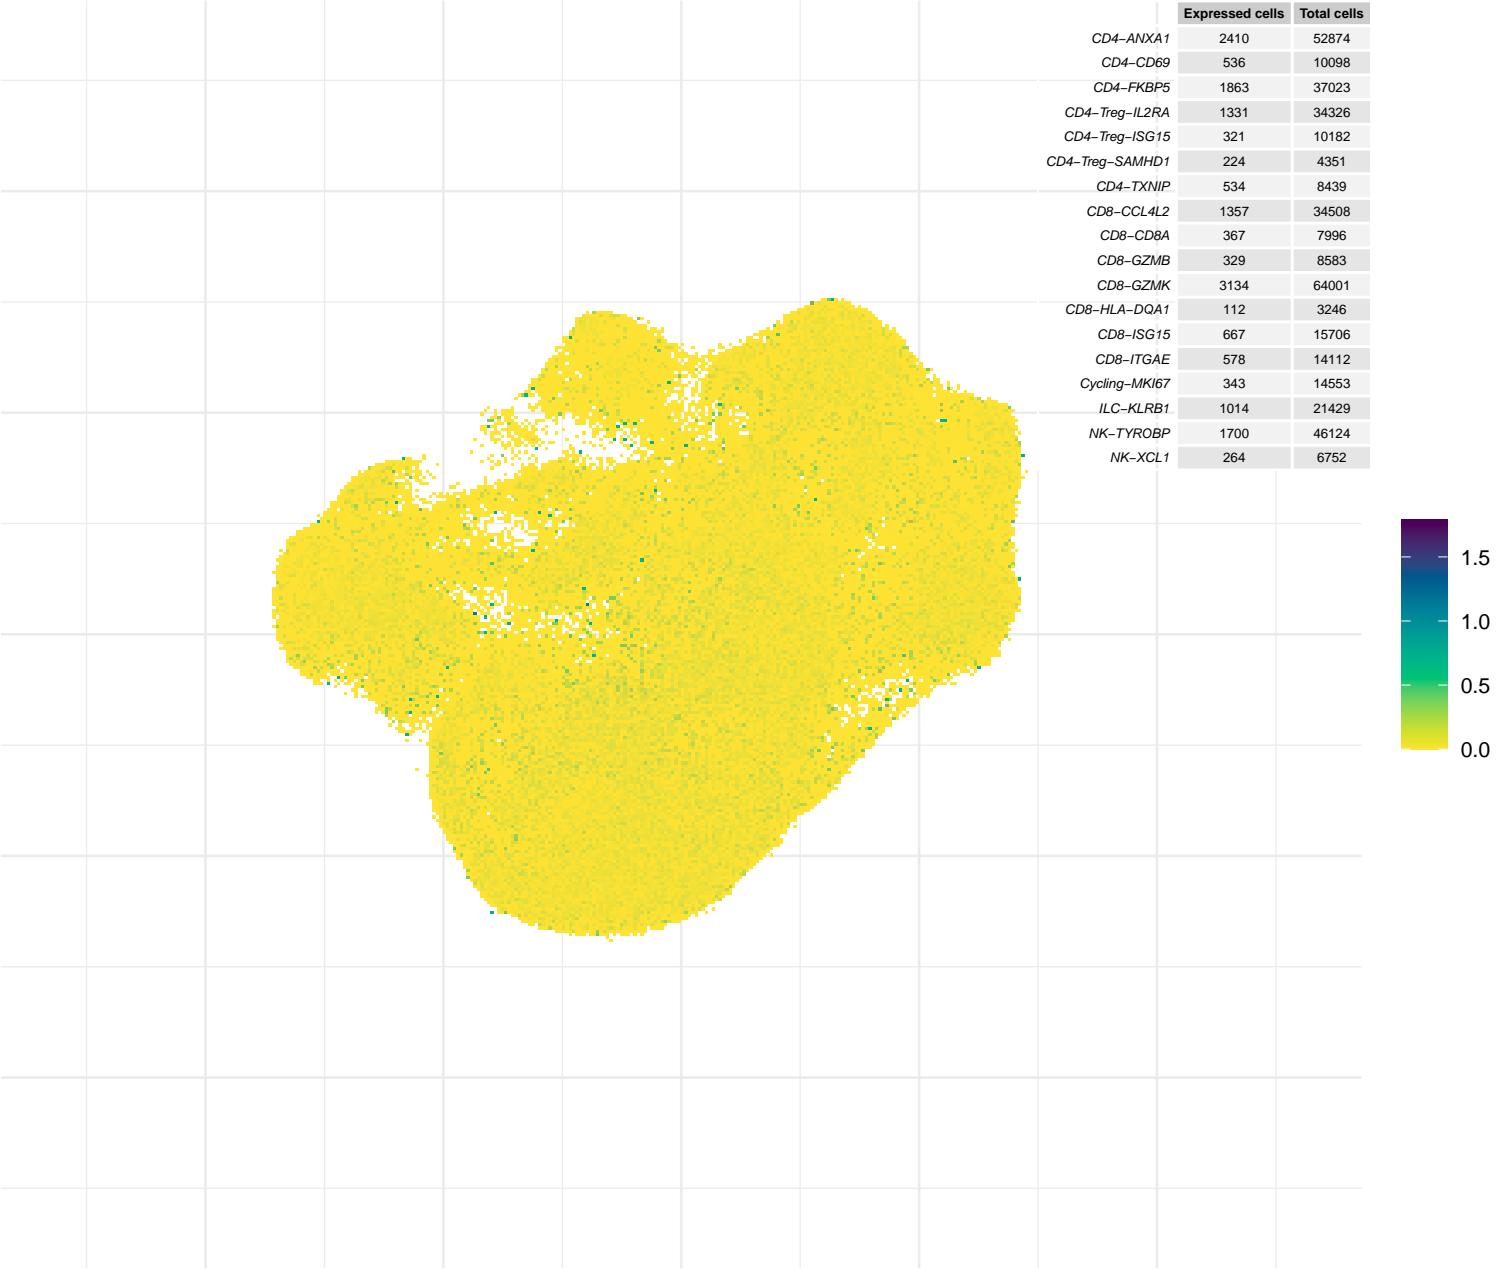 Expressed cells Total cells
CD4−ANXA1 2410 52874
CD4−CD69 536 10098
CD4−FKBP5 1863 37023
CD4−Treg−IL2RA 1331 34326
CD4−Treg−ISG15 321 10182
CD4−Treg−SAMHD1 224 4351
CD4−TXNIP 534 8439
CD8−CCL4L2 1357 34508
CD8−CD8A 367 7996
CD8−GZMB 329 8583
CD8−GZMK 3134 64001
CD8−HLA−DQA1 112 3246
CD8−ISG15 667 15706
CD8−ITGAE 578 14112
Cycling−MKI67 343 14553
ILC−KLRB1 1014 21429
NK−TYROBP 1700 46124
NK−XCL1 264 6752
1.5
1.0
0.5
0.0